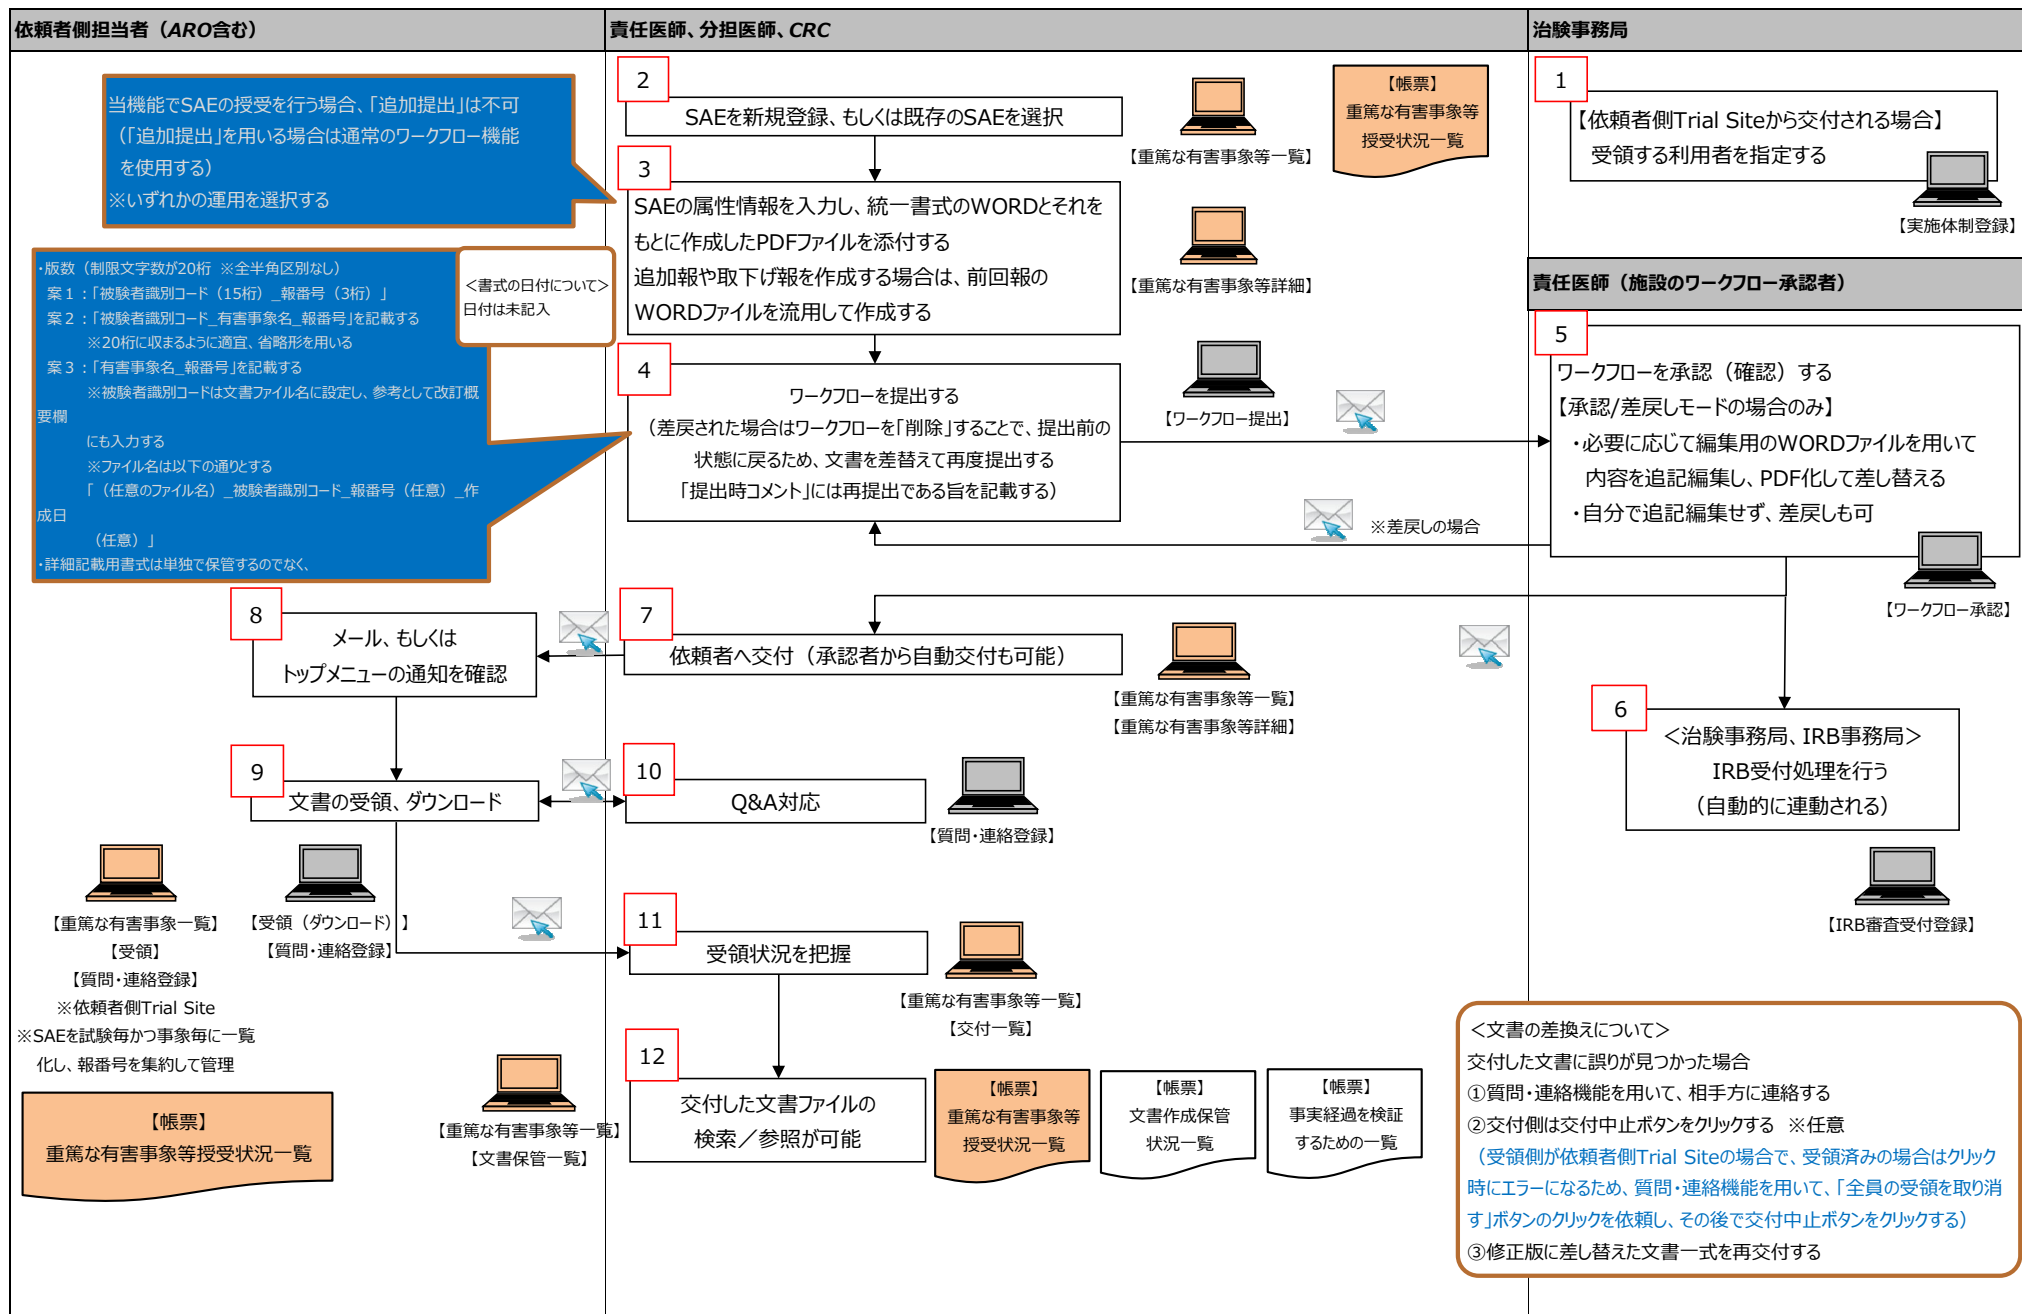 依頼者側担当者（ARO含む）
責任医師、分担医師、CRC
治験事務局
当機能でSAEの授受を行う場合、「追加提出」は不可
（「追加提出」を用いる場合は通常のワークフロー機能
を使用する）
※いずれかの運用を選択する
・版数（制限文字数が20桁　※全半角区別なし）
案１：「被験者識別コード（15桁）_報番号（3桁）」
案２：「被験者識別コード_有害事象名_報番号」を記載する
※20桁に収まるように適宜、省略形を用いる
案３：「有害事象名_報番号」を記載する
※被験者識別コードは文書ファイル名に設定し、参考として改訂概
要欄
にも入力する
※ファイル名は以下の通りとする
「（任意のファイル名）_被験者識別コード_報番号（任意）_作
成日
（任意）」
・詳細記載用書式は単独で保管するのでなく、
＜書式の日付について＞
日付は未記入
2
SAEを新規登録、もしくは既存のSAEを選択
【重篤な有害事象等一覧】
【帳票】
重篤な有害事象等
授受状況一覧
3
SAEの属性情報を入力し、統一書式のWORDとそれを
もとに作成したPDFファイルを添付する
追加報や取下げ報を作成する場合は、前回報の
WORDファイルを流用して作成する
【重篤な有害事象等詳細】
4
ワークフローを提出する
（差戻された場合はワークフローを「削除」することで、提出前の
状態に戻るため、文書を差替えて再度提出する
「提出時コメント」には再提出である旨を記載する）
【ワークフロー提出】
※差戻しの場合
1
【依頼者側Trial Siteから交付される場合】
受領する利用者を指定する
【実施体制登録】
責任医師（施設のワークフロー承認者）
5
ワークフローを承認（確認）する
【承認/差戻しモードの場合のみ】
・必要に応じて編集用のWORDファイルを用いて
内容を追記編集し、PDF化して差し替える
・自分で追記編集せず、差戻しも可
【ワークフロー承認】
6
＜治験事務局、IRB事務局＞
IRB受付処理を行う
（自動的に連動される）
【IRB審査受付登録】
7
依頼者へ交付（承認者から自動交付も可能）
【重篤な有害事象等一覧】
【重篤な有害事象等詳細】
8
メール、もしくは
トップメニューの通知を確認
9
文書の受領、ダウンロード
【重篤な有害事象一覧】
【受領】
【質問・連絡登録】
※依頼者側Trial Site
※SAEを試験毎かつ事象毎に一覧
化し、報番号を集約して管理
【受領（ダウンロード）】
【質問・連絡登録】
【帳票】
重篤な有害事象等授受状況一覧
10
Q&A対応
【質問・連絡登録】
11
受領状況を把握
【重篤な有害事象等一覧】
【交付一覧】
12
交付した文書ファイルの
検索／参照が可能
【重篤な有害事象等一覧】
【文書保管一覧】
【帳票】
重篤な有害事象等
授受状況一覧
【帳票】
文書作成保管
状況一覧
【帳票】
事実経過を検証
するための一覧
＜文書の差換えについて＞
交付した文書に誤りが見つかった場合
①質問・連絡機能を用いて、相手方に連絡する
②交付側は交付中止ボタンをクリックする　※任意
（受領側が依頼者側Trial Siteの場合で、受領済みの場合はクリック
時にエラーになるため、質問・連絡機能を用いて、「全員の受領を取り消
す」ボタンのクリックを依頼し、その後で交付中止ボタンをクリックする）
③修正版に差し替えた文書一式を再交付する